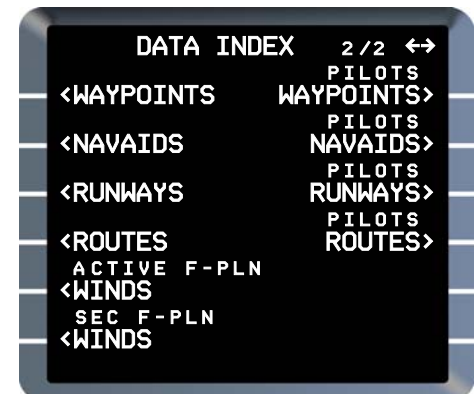 DATA INDEX 2/2 ↔
PILOTS
<WAYPOINTS WAYPOINTS>
PILOTS
<NAVAIDS NAVAIDS>
PILOTS
<RUNWAYS RUNWAYS>
PILOTS
<ROUTES ROUTES>
ACTIVE F-PLN
<WINDS
SEC F-PLN
<WINDS